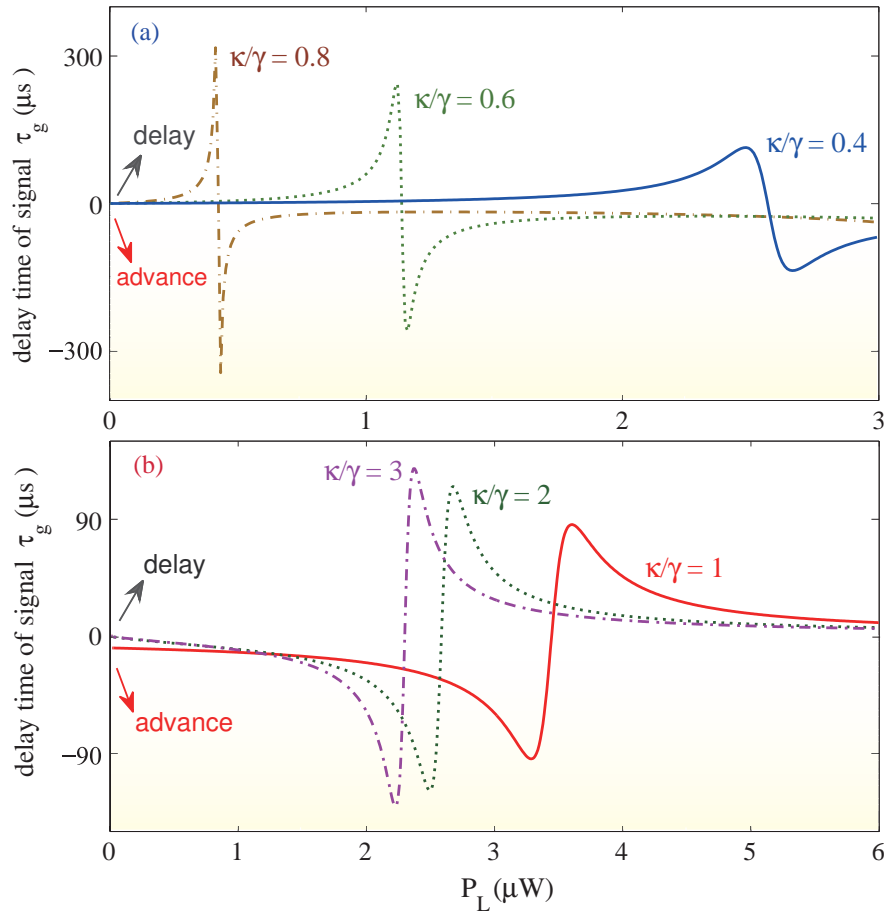 (a)
κ/γ = 0.8
κ/γ = 0.6
κ/γ = 0.4
delay
advance
delay time of signal τg (μs)
300
0
−300
0
1
2
3
(b)
κ/γ = 3
κ/γ = 2
κ/γ = 1
delay
advance
delay time of signal τg (μs)
90
0
−90
0
1
2
3
4
5
6
PL (μW)